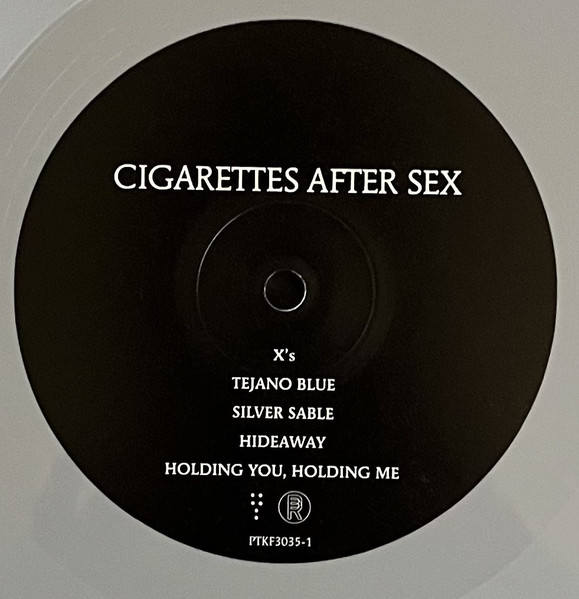 CIGARETTES AFTER SEX
X's
TEJANO BLUE
SILVER SABLE
HIDEAWAY
HOLDING YOU, HOLDING ME
PTKF3035-1